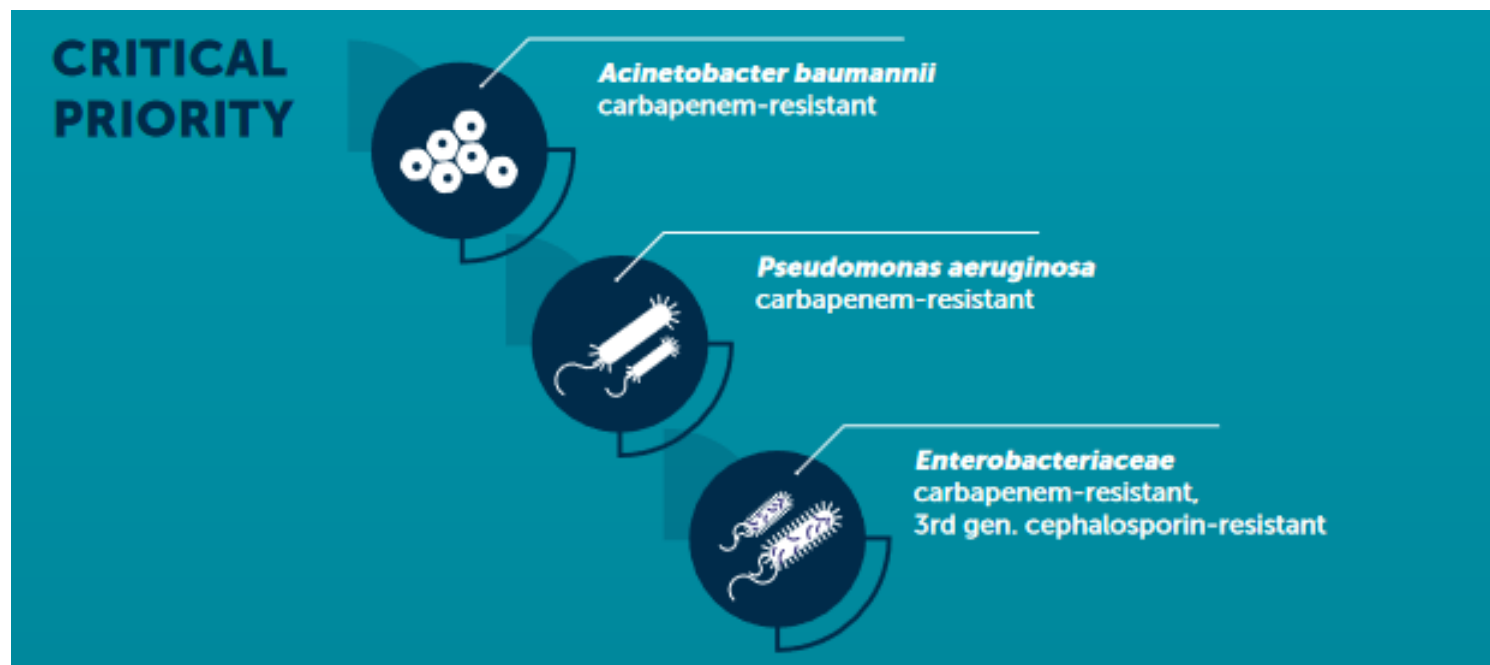 CRITICAL
PRIORITY
Acinetobacter baumannii
carbapenem-resistant
Pseudomonas aeruginosa
carbapenem-resistant
Enterobacteriaceae
carbapenem-resistant,
3rd gen. cephalosporin-resistant